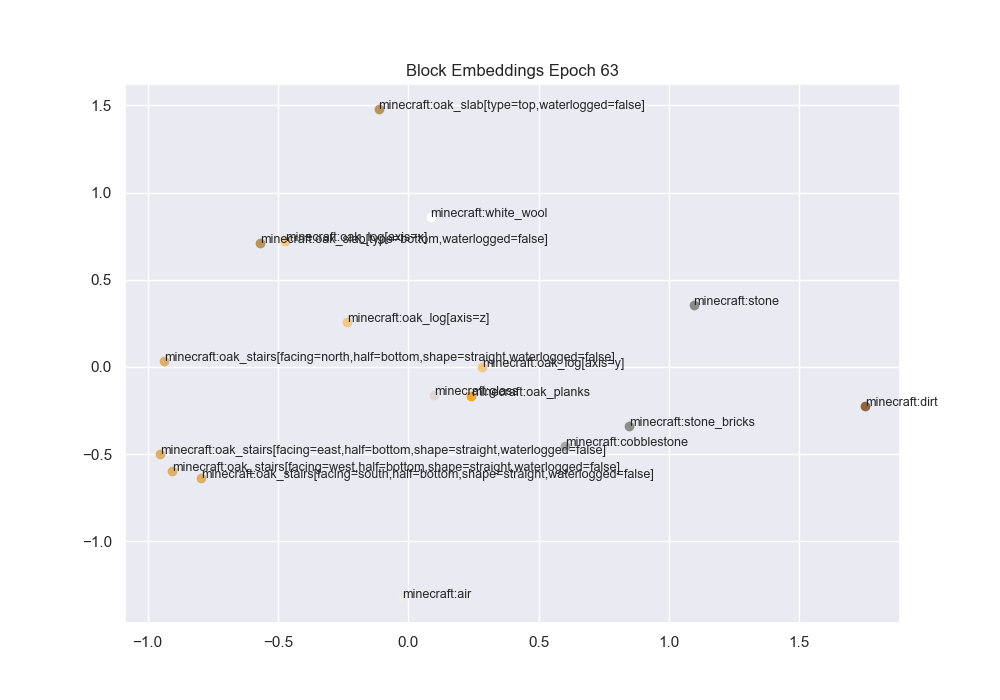 Block Embeddings Epoch 63
1.5
minecraft:oak_slab[type=top,waterlogged=false]
1.0
minecraft:white_wool
minecraft:oak_log[axis=x]
minecraft:oak_slab[type=bottom,waterlogged=false]
0.5
minecraft:stone
minecraft:oak_log[axis=z]
0.0
minecraft:oak_stairs[facing=north,half=bottom,shape=straight,waterlogged=false]
minecraft:oak_log[axis=y]
minecraft:glass
minecraft:oak_planks
minecraft:dirt
minecraft:stone_bricks
minecraft:cobblestone
−0.5
minecraft:oak_stairs[facing=east,half=bottom,shape=straight,waterlogged=false]
minecraft:oak_stairs[facing=west,half=bottom,shape=straight,waterlogged=false]
minecraft:oak_stairs[facing=south,half=bottom,shape=straight,waterlogged=false]
−1.0
minecraft:air
−1.0 −0.5 0.0 0.5 1.0 1.5